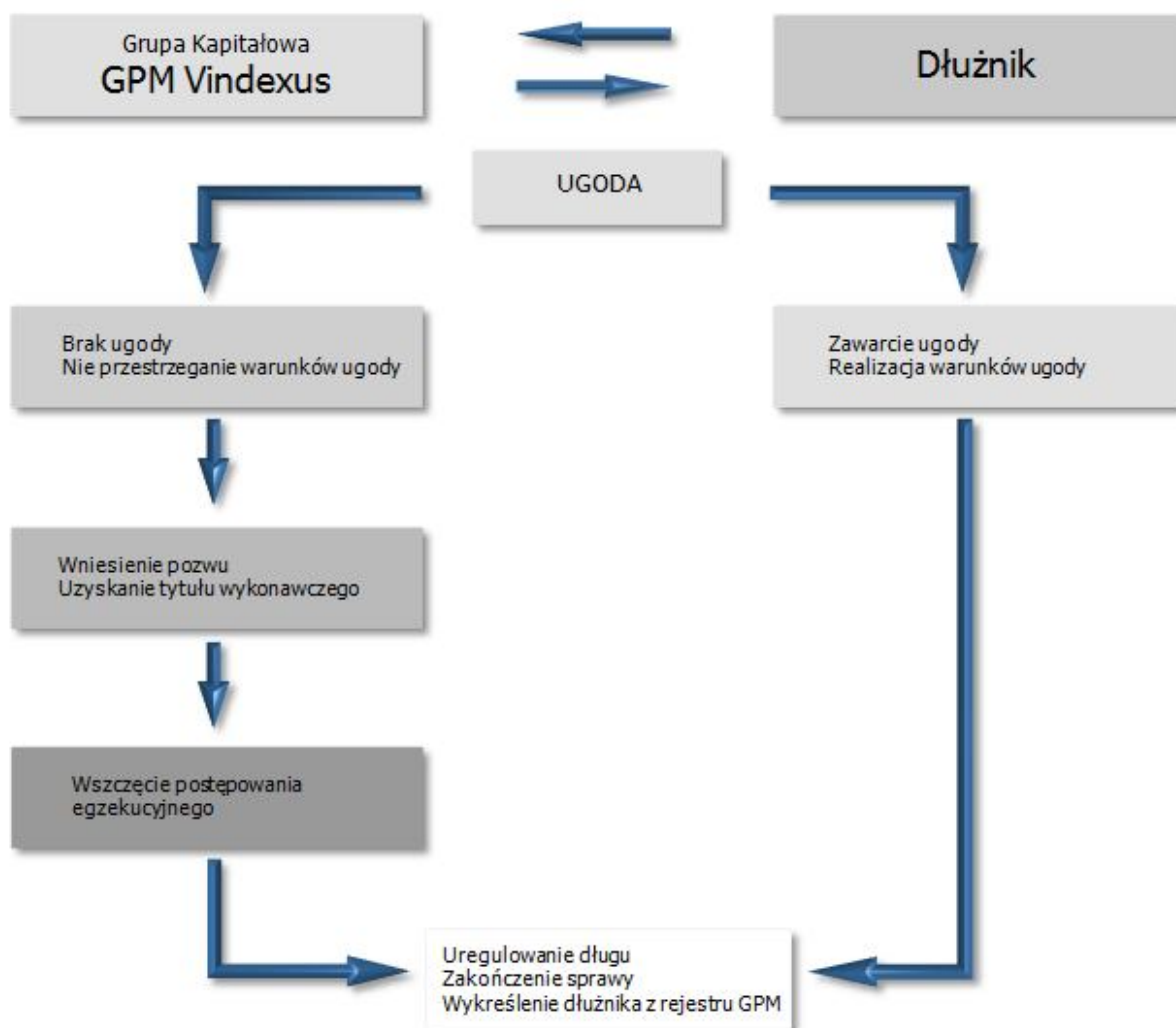 Grupa Kapitałowa
GPM Vindexus
Dłużnik
UGODA
Brak ugody
Nie przestrzeganie warunków ugody
Zawarcie ugody
Realizacja warunków ugody
Wniesienie pozwu
Uzyskanie tytułu wykonawczego
Wszczęcie postępowania
egzekucyjnego
Uregulowanie długu
Zakończenie sprawy
Wykreślenie dłużnika z rejestru GPM